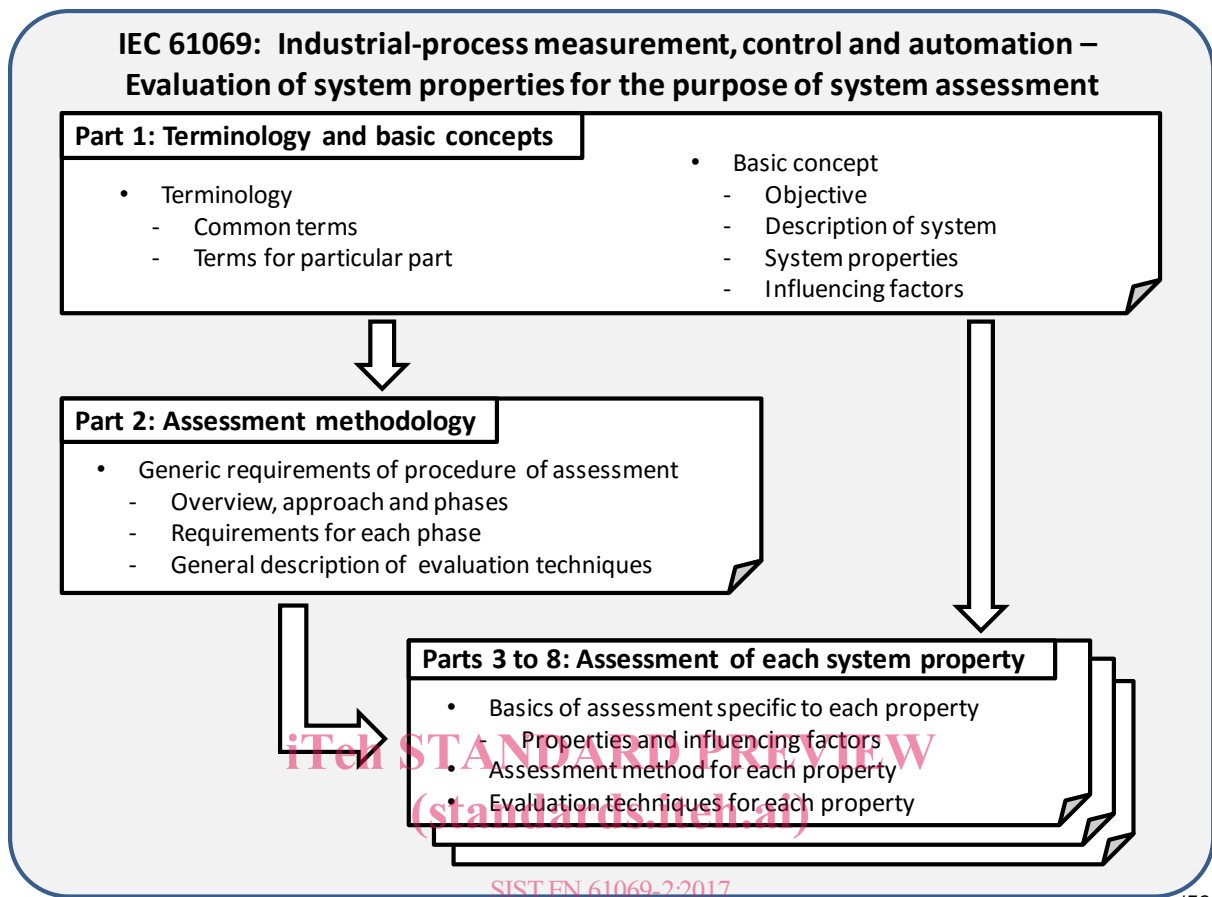 IEC 61069: Industrial-process measurement, control and automation –
Evaluation of system properties for the purpose of system assessment
Part 1: Terminology and basic concepts
• Terminology
- Common terms
- Terms for particular part
• Basic concept
- Objective
- Description of system
- System properties
- Influencing factors
Part 2: Assessment methodology
• Generic requirements of procedure of assessment
- Overview, approach and phases
- Requirements for each phase
- General description of evaluation techniques
Parts 3 to 8: Assessment of each system property
• Basics of assessment specific to each property
- Properties and influencing factors
• Assessment method for each property
• Evaluation techniques for each property
iTeh STANDARD PREVIEW
(standards.iteh.ai)
SIST EN 61069-2:2017